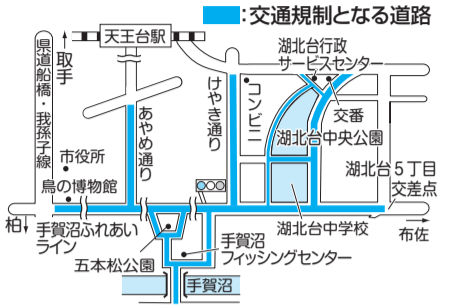 ：交通規制となる道路
天王台駅
県道船橋・我孫子線
取手
湖北台行政
サービスセンター
けやき通り
コンビニ
交番
あやめ通り
湖北台中央公園
市役所
鳥の博物館
湖北台5丁目
交差点
柏
手賀沼ふれあい
ライン
湖北台中学校
布佐
五本松公園
手賀沼
フィッシングセンター
手賀沼